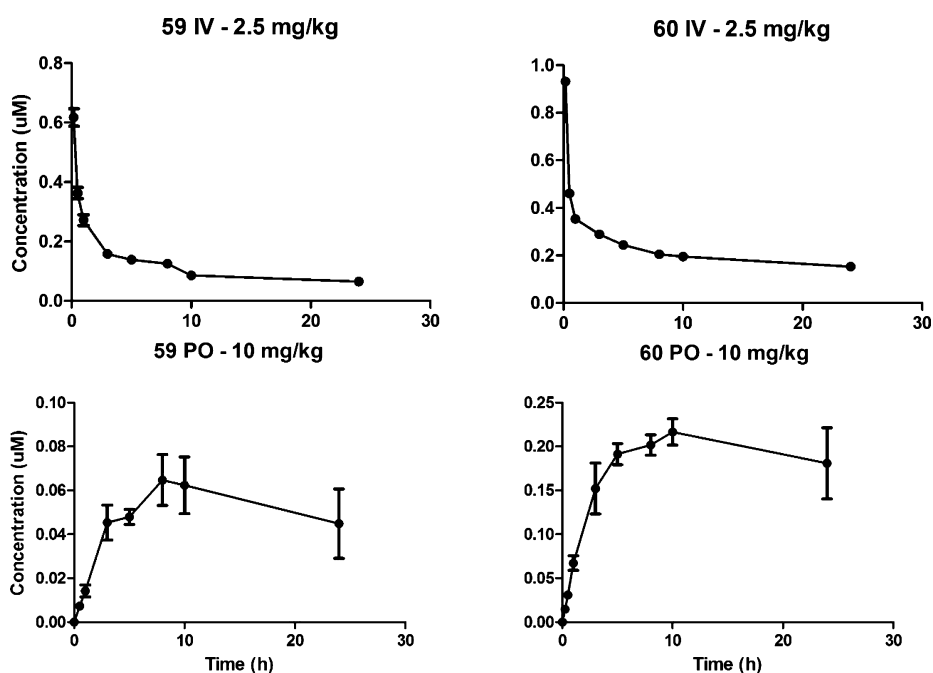 59 IV - 2.5 mg/kg
Concentration (uM)
0.8
0.6
0.4
0.2
0.0
0 10 20 30
60 IV - 2.5 mg/kg
1.0
0.8
0.6
0.4
0.2
0.0
0 10 20 30
59 PO - 10 mg/kg
Concentration (uM)
0.10
0.08
0.06
0.04
0.02
0.00
0 10 20 30
Time (h)
60 PO - 10 mg/kg
0.25
0.20
0.15
0.10
0.05
0.00
0 10 20 30
Time (h)